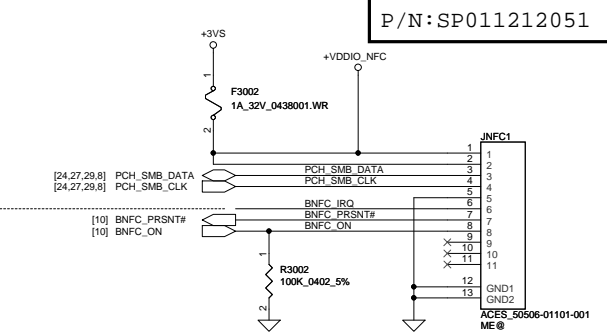 P/N:SP011212051
+3VS
+VDDIO_NFC
1
F3002
1A_32V_0438001.WR
2
JNFC1
1 1
2 2
[24,27,29,8] PCH_SMB_DATA PCH_SMB_DATA 3 3
[24,27,29,8] PCH_SMB_CLK PCH_SMB_CLK 4 4
5 5
BNFC_IRQ 6 6
[10] BNFC_PRSNT# BNFC_PRSNT# 7 7
[10] BNFC_ON BNFC_ON 8 8
9 9
10 10
11 11
1
R3002
100K_0402_5%
2
12 GND1
13 GND2
ACES_50506-01101-001
ME@